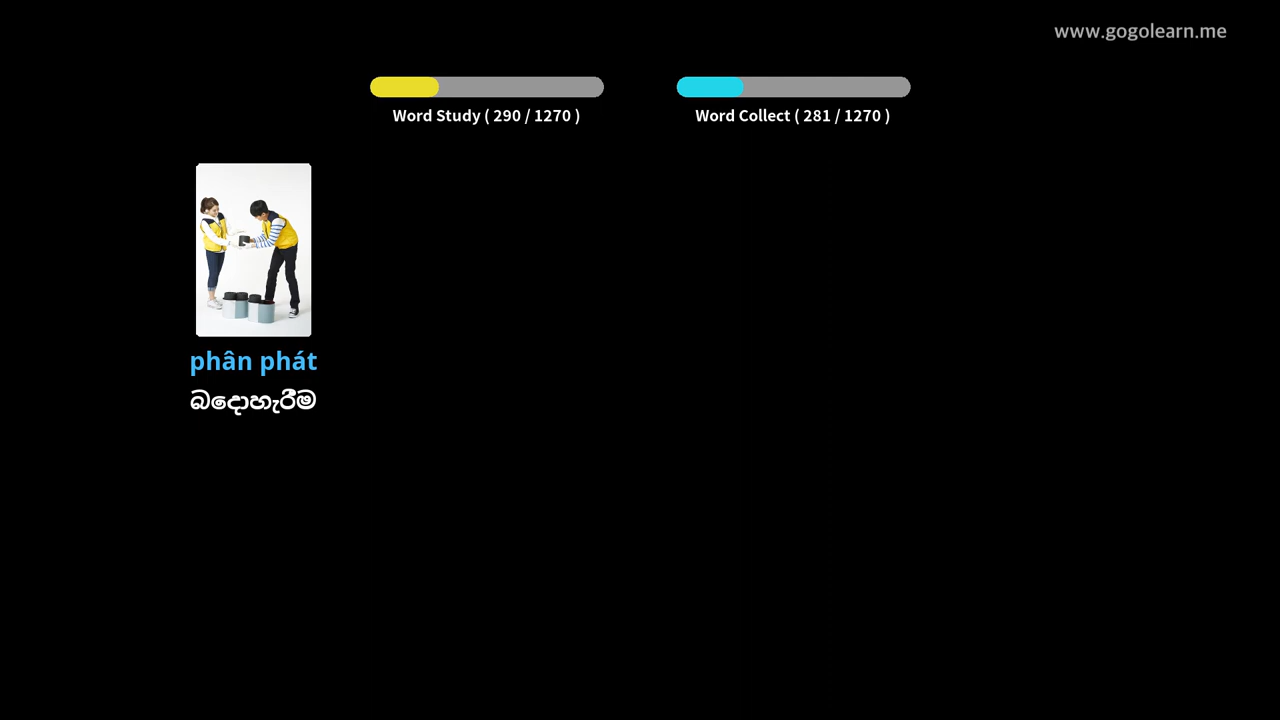 www.gogolearn.me
Word Study ( 290 / 1270 )
Word Collect ( 281 / 1270 )
phân phát
බෙදාහැරීම